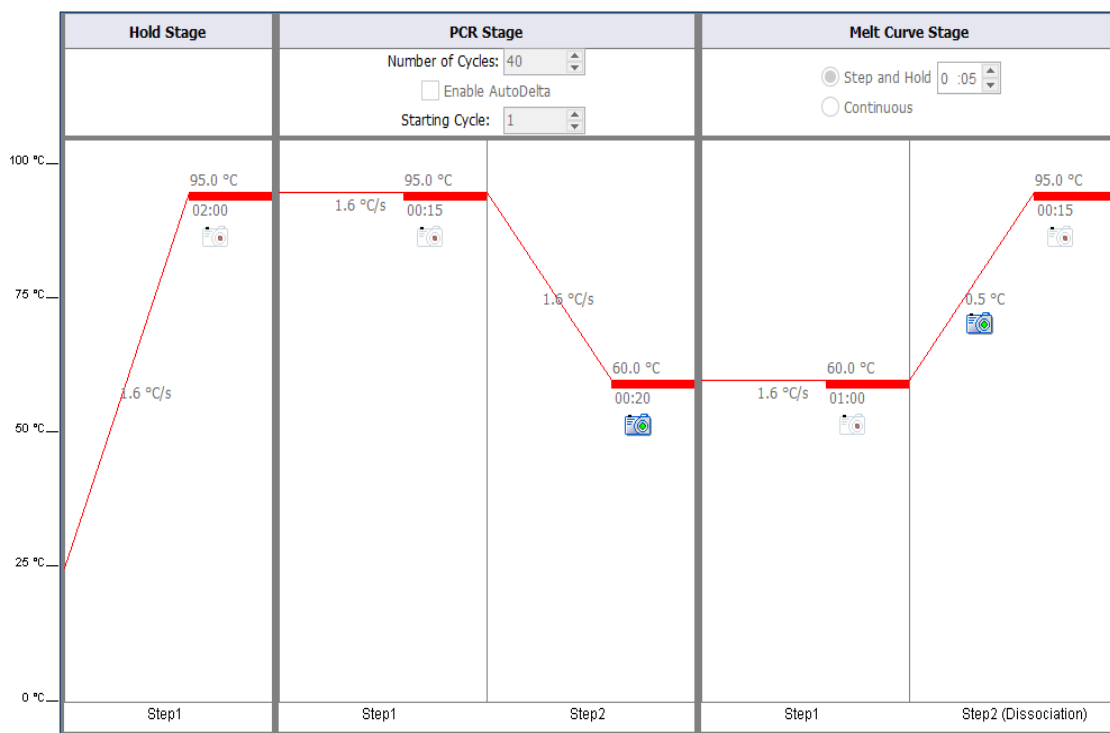 Hold Stage
PCR Stage
Melt Curve Stage
Number of Cycles: 40
Enable AutoDelta
Starting Cycle: 1
Step and Hold 0 :05
Continuous
100 °C
75 °C
50 °C
25 °C
0 °C
95.0 °C
02:00
1.6 °C/s
Step1
95.0 °C
1.6 °C/s
00:15
Step1
1.6 °C/s
60.0 °C
00:20
Step2
60.0 °C
1.6 °C/s
01:00
Step1
95.0 °C
00:15
0.5 °C
Step2 (Dissociation)